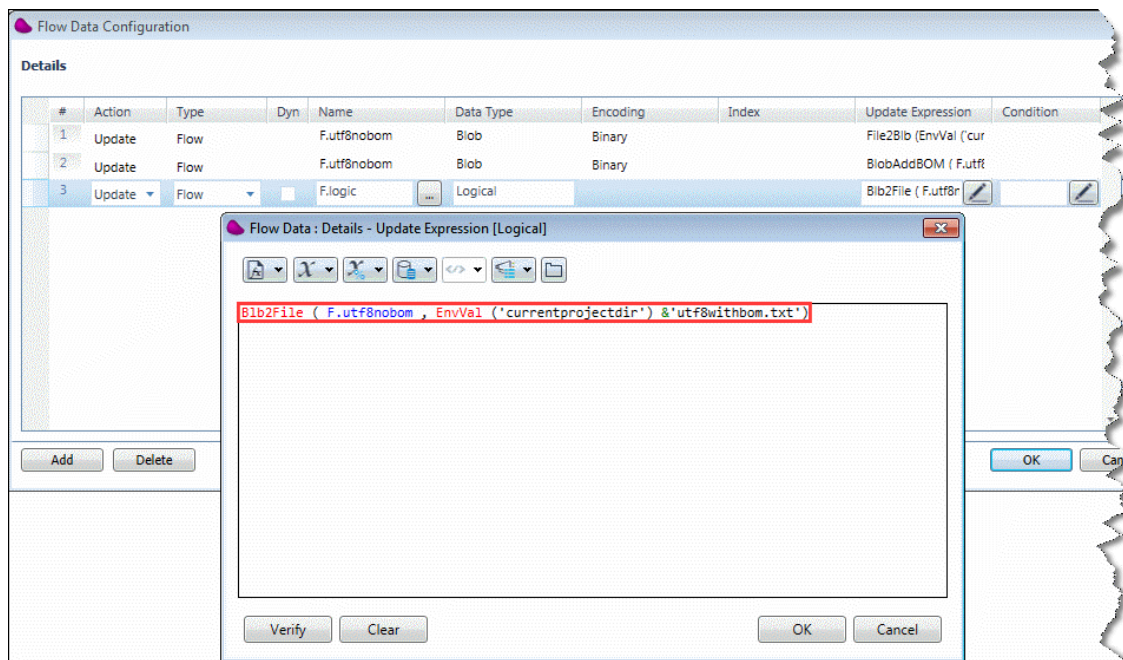 Flow Data Configuration
Details
# Action Type Dyn Name Data Type Encoding Index Update Expression Condition
1 Update Flow F.utf8nobom Blob Binary File2Blb (EnvVal ('cur
2 Update Flow F.utf8nobom Blob Binary BlobAddBOM ( F.utf8
3 Update Flow F.logic ... Logical Blb2File ( F.utf8r
Flow Data : Details - Update Expression [Logical]
Blb2File ( F.utf8nobom , EnvVal ('currentprojectdir') &'utf8withbom.txt')
Add Delete OK Can
Verify Clear OK Cancel